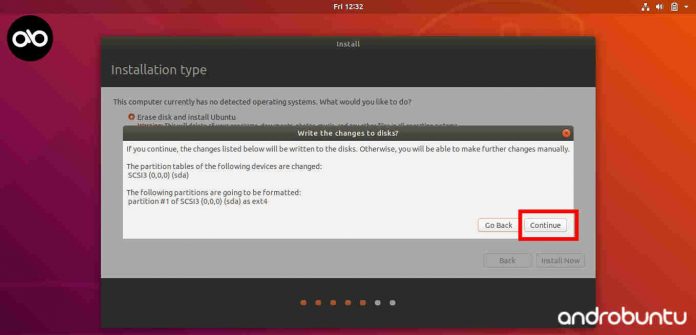 Fri 12:32
Install
Installation type
This computer currently has no detected operating systems. What would you like to do?
Erase disk and install Ubuntu
Write the changes to disks?
If you continue, the changes listed below will be written to the disks. Otherwise, you will be able to make further changes manually.
The partition tables of the following devices are changed:
SCSI3 (0,0,0) (sda)
The following partitions are going to be formatted:
partition #1 of SCSI3 (0,0,0) (sda) as ext4
Go Back
Continue
Back
Install Now
androbuntu